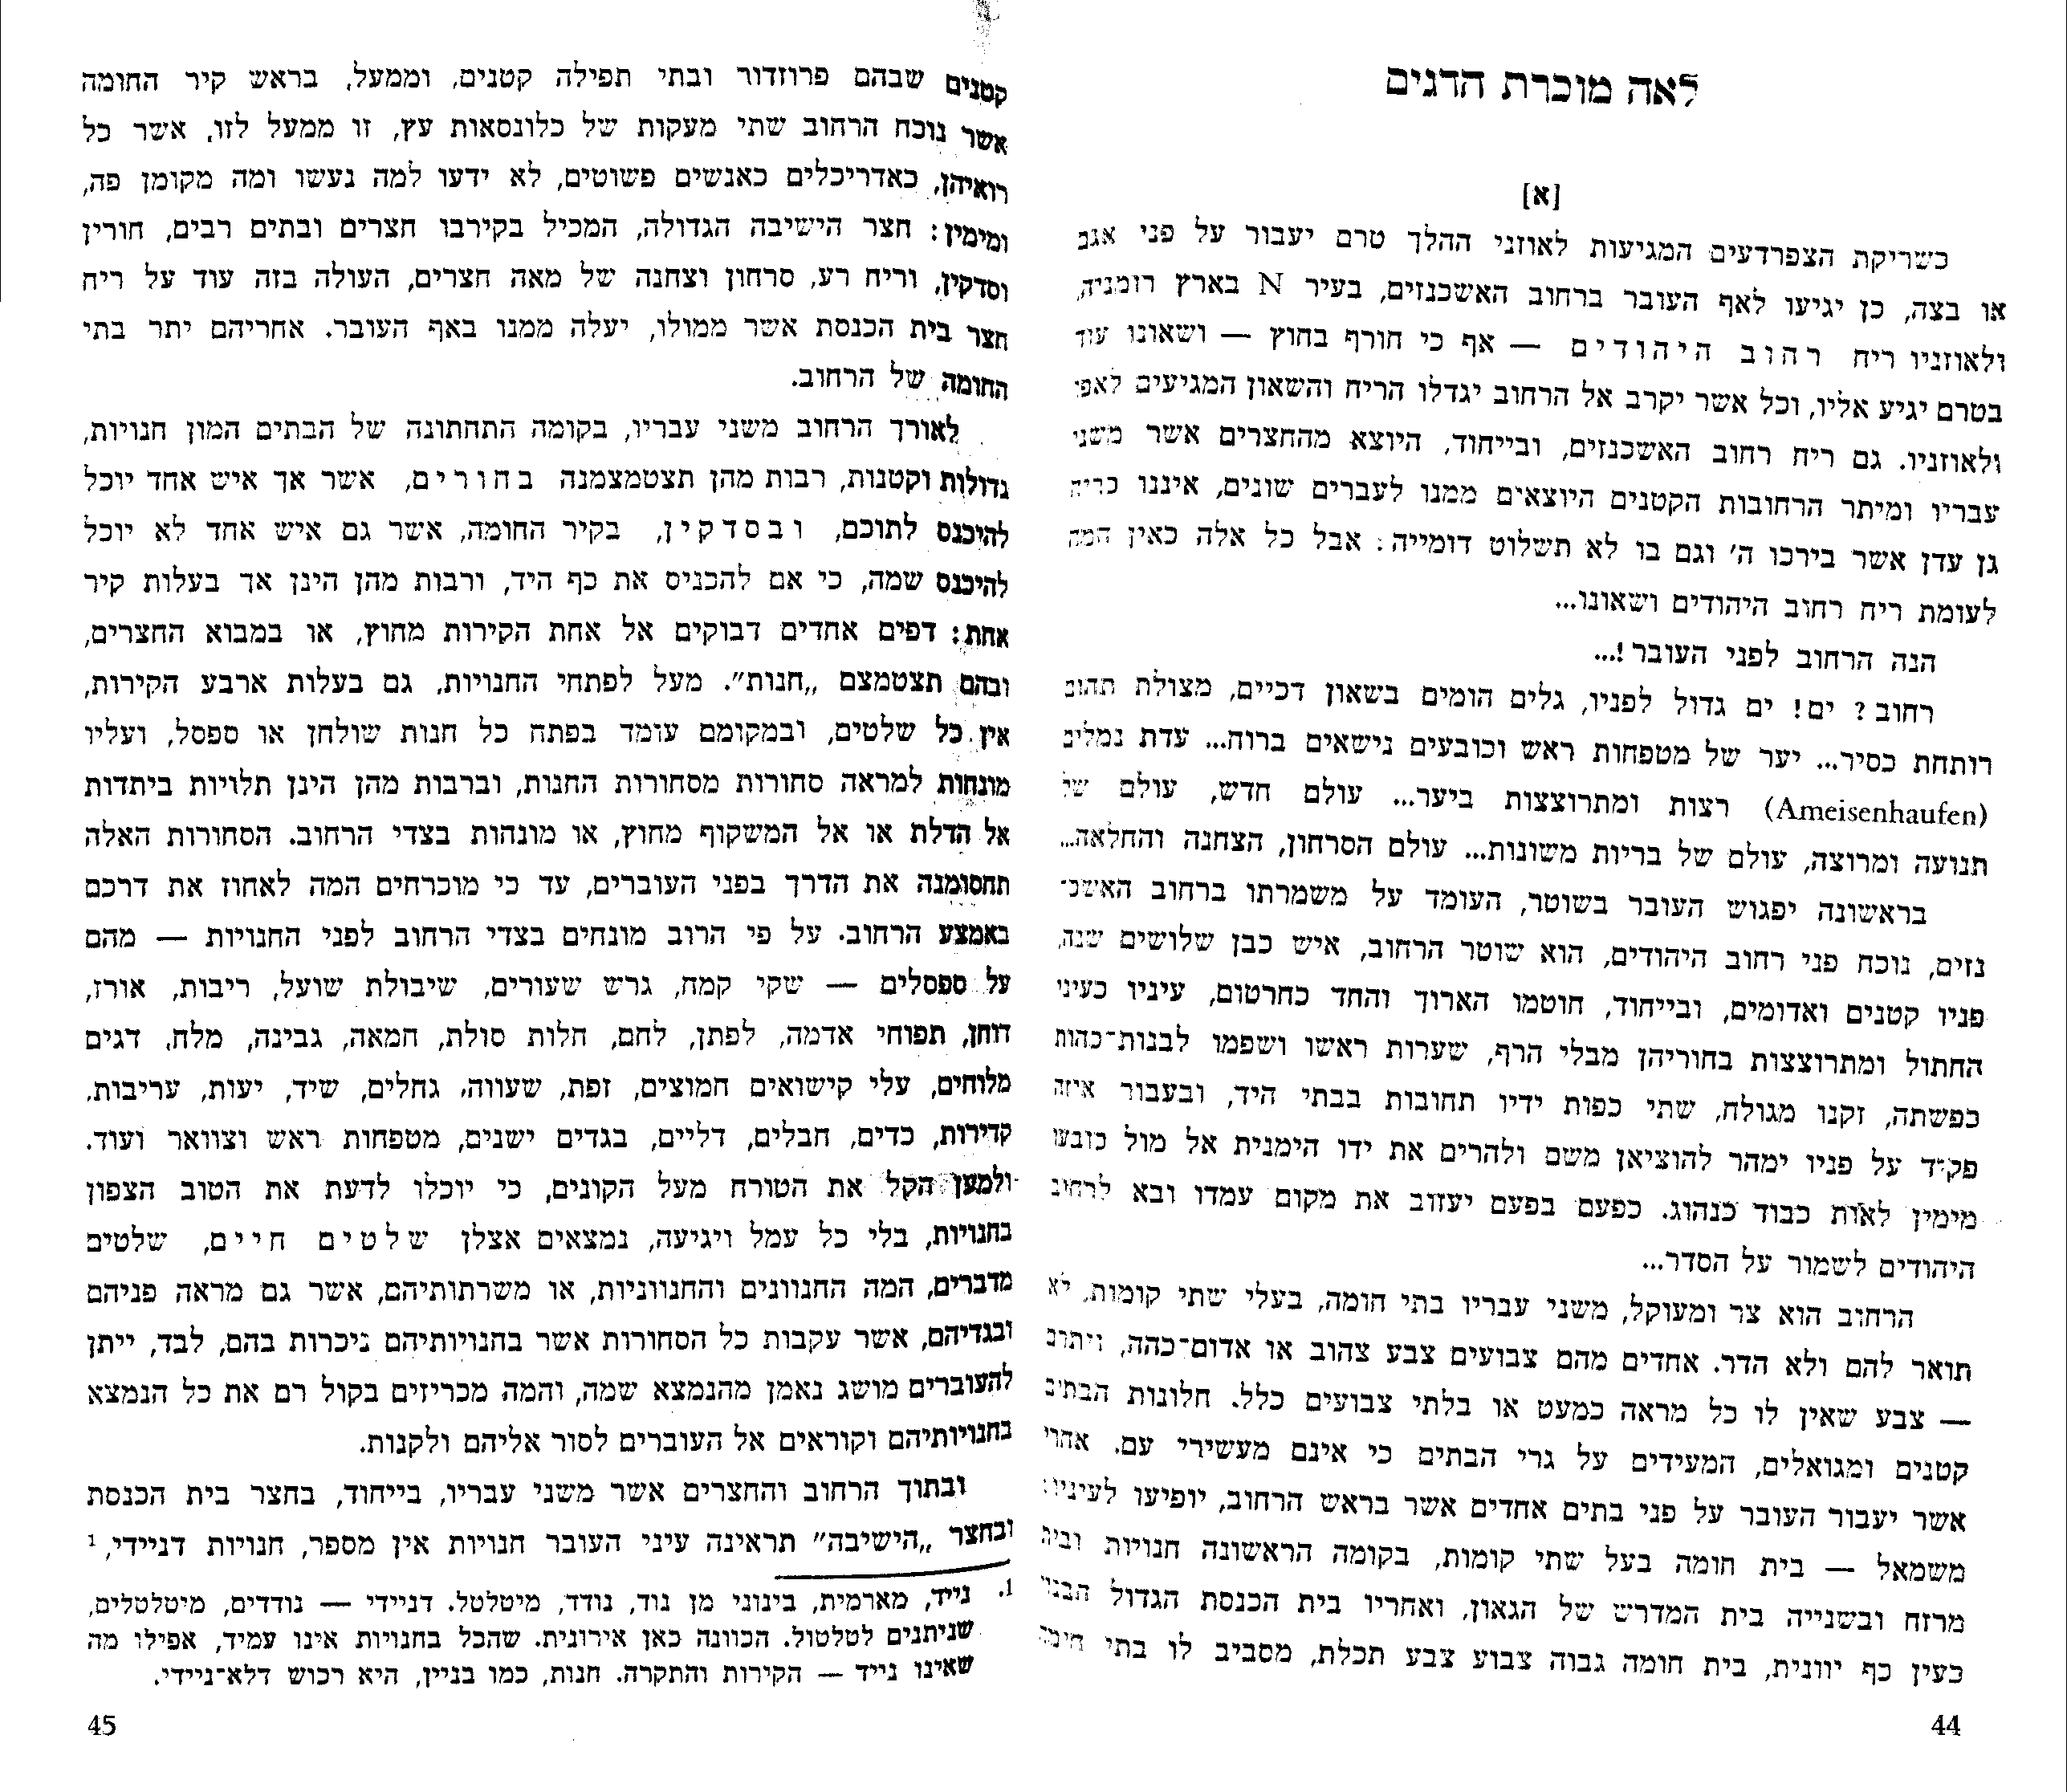 לאה מוכרת הדגים
[א]
כשריקת הצפרדעים המגיעות לאוזני ההלך טרם יעבור על פני אגם
או בצה, כן יגיעו לאף העובר ברחוב האשכנזים, בעיר N בארץ רומניה,
ולאוזניו ריח רחוב היהודים — אף כי חורף בחוץ — ושאונו עוד
בטרם יגיע אליו, וכל אשר יקרב אל הרחוב יגדלו הריח והשאון המגיעים לאפו
ולאוזניו. גם ריח רחוב האשכנזים, ובייחוד, היוצא מהחצרים אשר משני
עבריו ומיתר הרחובות הקטנים היוצאים ממנו לעברים שונים, איננו כריח
גן עדן אשר בירכו ה' וגם בו לא תשלוט דומייה: אבל כל אלה כאין המה
לעומת ריח רחוב היהודים ושאונו...
הנה הרחוב לפני העובר!...
רחוב? ים! ים גדול לפניו, גלים הומים בשאון דכיים, מצולת תהום
רותחת כסיר... יער של מטפחות ראש וכובעים נישאים ברוח... עדת נמלים
(Ameisenhaufen) רצות ומתרוצצות ביער... עולם חדש, עולם של
תנועה ומרוצה, עולם של בריות משונות... עולם הסרחון, הצחנה והחלאה...
בראשונה יפגוש העובר בשוטר, העומד על משמרתו ברחוב האשכ־
נזים, נוכח פני רחוב היהודים, הוא שוטר הרחוב, איש כבן שלושים שנה,
פניו קטנים ואדומים, ובייחוד, חוטמו הארוך והחד כחרטום, עיניו כעיני
החתול ומתרוצצות בחוריהן מבלי הרף, שערות ראשו ושפמו לבנות־כהות
כפשתה, זקנו מגולח, שתי כפות ידיו תחובות בבתי היד, ובעבור איזה
פקיד על פניו ימהר להוציאן משם ולהרים את ידו הימנית אל מול כובעו
מימין לאות כבוד כנהוג. כפעם בפעם יעזוב את מקום עמדו ובא לרחוב
היהודים לשמור על הסדר...
הרחוב הוא צר ומעוקל, משני עבריו בתי חומה, בעלי שתי קומות, לא
תואר להם ולא הדר. אחדים מהם צבועים צבע צהוב או אדום־כהה, ויתרם
— צבע שאין לו כל מראה כמעט או בלתי צבועים כלל. חלונות הבתים
קטנים ומגואלים, המעידים על גרי הבתים כי אינם מעשירי עם. אחרי
אשר יעבור העובר על פני בתים אחדים אשר בראש הרחוב, יופיעו לעיניו:
משמאל — בית חומה בעל שתי קומות, בקומה הראשונה חנויות ובית
מרזח ובשנייה בית המדרש של הגאון, ואחריו בית הכנסת הגדול הבנוי
כעין כף יוונית, בית חומה גבוה צבוע צבע תכלת, מסביב לו בתי חומה
44
קטנים שבהם פרוזדור ובתי תפילה קטנים, וממעל, בראש קיר החומה
אשר נוכח הרחוב שתי מעקות של כלונסאות עץ, זו ממעל לזו, אשר כל
רואיהן, כאדריכלים כאנשים פשוטים, לא ידעו למה נעשו ומה מקומן פה,
ומימין: חצר הישיבה הגדולה, המכיל בקירבו חצרים ובתים רבים, חורין
וסדקין, וריח רע, סרחון וצחנה של מאה חצרים, העולה בזה עוד על ריח
חצר בית הכנסת אשר ממולו, יעלה ממנו באף העובר. אחריהם יתר בתי
החומה של הרחוב.
לאורך הרחוב משני עבריו, בקומה התחתונה של הבתים המון חנויות,
גדולות וקטנות, רבות מהן תצטמצמנה בחורים, אשר אך איש אחד יוכל
להיכנס לתוכם, ובסדקין, בקיר החומה, אשר גם איש אחד לא יוכל
להיכנס שמה, כי אם להכניס את כף היד, ורבות מהן הינן אך בעלות קיר
אחת: דפים אחדים דבוקים אל אחת הקירות מחוץ, או במבוא החצרים,
ובהם תצטמצם „חנות". מעל לפתחי החנויות, גם בעלות ארבע הקירות,
אין כל שלטים, ובמקומם עומד בפתח כל חנות שולחן או ספסל, ועליו
מונחות למראה סחורות מסחורות החנות, וברבות מהן הינן תלויות ביתדות
אל הדלת או אל המשקוף מחוץ, או מונהות בצדי הרחוב. הסחורות האלה
תחסומנה את הדרך בפני העוברים, עד כי מוכרחים המה לאחוז את דרכם
באמצע הרחוב. על פי הרוב מונחים בצדי הרחוב לפני החנויות — מהם
על ספסלים — שקי קמח, גרש שעורים, שיבולת שועל, ריבות, אורז,
דוחן, תפוחי אדמה, לפתן, לחם, חלות סולת, חמאה, גבינה, מלח, דגים
מלוחים, עלי קישואים חמוצים, זפת, שעווה, גחלים, שיד, יעות, עריבות,
קדירות, כדים, חבלים, דליים, בגדים ישנים, מטפחות ראש וצוואר ועוד.
ולמען הקל את הטורח מעל הקונים, כי יוכלו לדעת את הטוב הצפון
בחנויות, בלי כל עמל ויגיעה, נמצאים אצלן שלטים חיים, שלטים
מדברים, המה החנוונים והחנווניות, או משרתותיהם, אשר גם מראה פניהם
ובגדיהם, אשר עקבות כל הסחורות אשר בחנויותיהם ניכרות בהם, לבד, ייתן
להעוברים מושג נאמן מהנמצא שמה, והמה מכריזים בקול רם את כל הנמצא
בחנויותיהם וקוראים אל העוברים לסור אליהם ולקנות.
ובתוך הרחוב והחצרים אשר משני עבריו, בייחוד, בחצר בית הכנסת
ובחצר „הישיבה" תראינה עיני העובר חנויות אין מספר, חנויות דניידי,¹
1. נייד, מארמית, בינוני מן נוד, נודד, מיטלטל. דניידי — נודדים, מיטלטלים,
שניתנים לטלטול. הכוונה כאן אירונית. שהכל בחנויות אינו עמיד, אפילו מה
שאינו נייד — הקירות והתקרה. חנות, כמו בניין, היא רכוש דלא־ניידי.
45